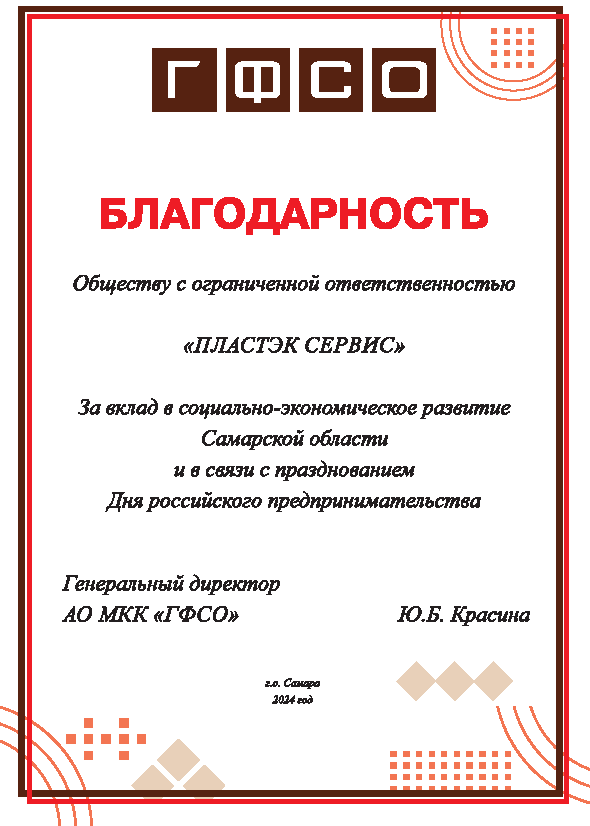 ГФСО
БЛАГОДАРНОСТЬ
Обществу с ограниченной ответственностью
«ПЛАСТЭК СЕРВИС»
За вклад в социально-экономическое развитие
Самарской области
и в связи с празднованием
Дня российского предпринимательства
Генеральный директор
АО МКК «ГФСО» Ю.Б. Красина
г.о. Самара
2024 год